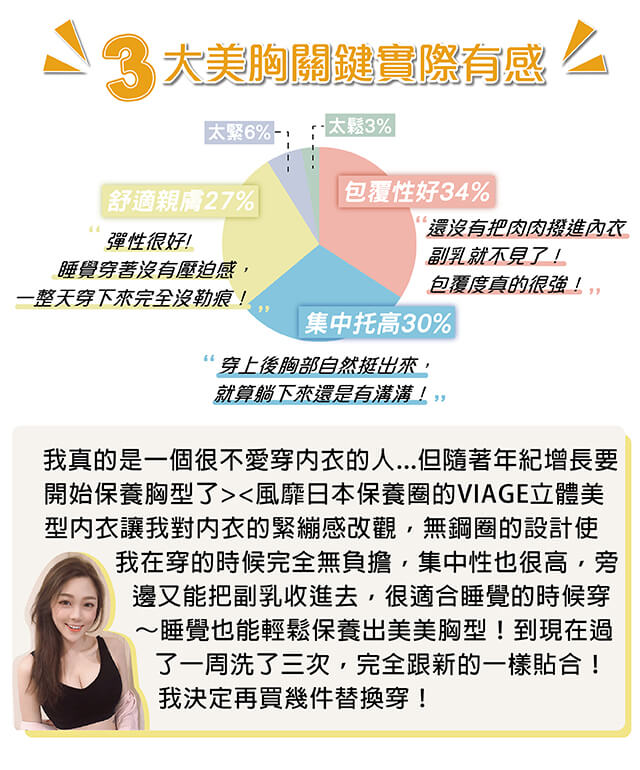 3大美胸關鍵實際有感
太緊6%
太鬆3%
舒適親膚27%
包覆性好34%
“彈性很好!
睡覺穿著沒有壓迫感，
一整天穿下來完全沒勒痕！”
“還沒有把肉肉撥進內衣
副乳就不見了！
包覆度真的很強！”
集中托高30%
“穿上後胸部自然挺出來，
就算躺下來還是有溝溝！”
我真的是一個很不愛穿內衣的人...但隨著年紀增長要
開始保養胸型了><風靡日本保養圈的VIAGE立體美
型內衣讓我對內衣的緊繃感改觀，無鋼圈的設計使
我在穿的時候完全無負擔，集中性也很高，旁
邊又能把副乳收進去，很適合睡覺的時候穿
～睡覺也能輕鬆保養出美美胸型！到現在過
了一周洗了三次，完全跟新的一樣貼合！
我決定再買幾件替換穿！